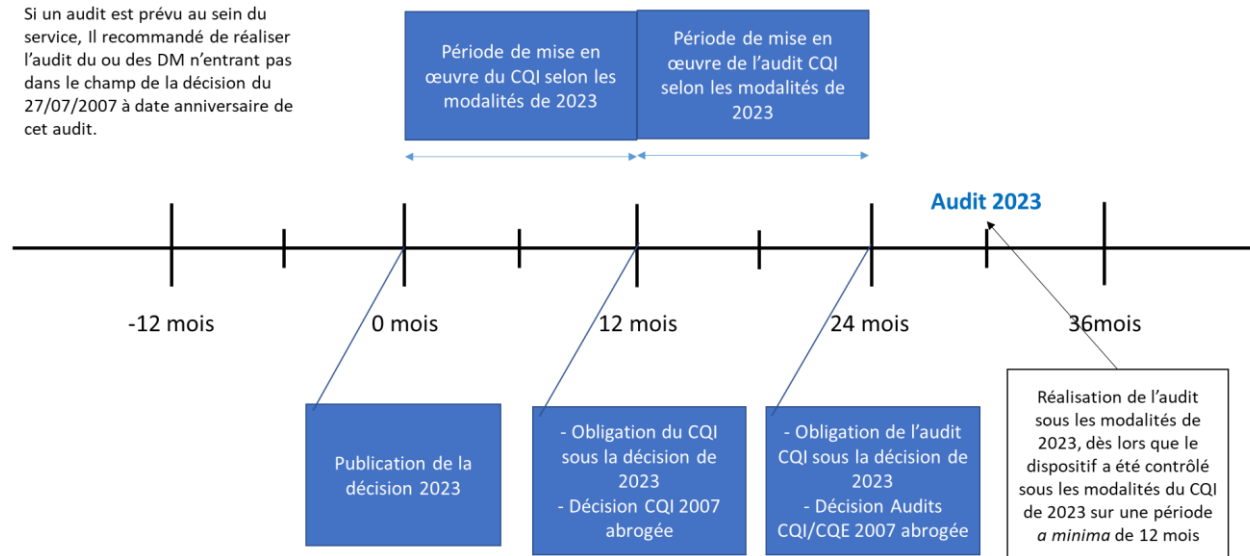 Si un audit est prévu au sein du
service, Il recommandé de réaliser
l'audit du ou des DM n'entrant pas
dans le champ de la décision du
27/07/2007 à date anniversaire de
cet audit.
Période de mise en
œuvre du CQI selon les
modalités de 2023
Période de mise en
œuvre de l'audit CQI
selon les modalités de
2023
Audit 2023
-12 mois
0 mois
12 mois
24 mois
36mois
Publication de la
décision 2023
- Obligation du CQI
sous la décision de
2023
- Décision CQI 2007
abrogée
- Obligation de l'audit
CQI sous la décision de
2023
- Décision Audits
CQI/CQE 2007 abrogée
Réalisation de l'audit
sous les modalités de
2023, dès lors que le
dispositif a été contrôlé
sous les modalités du CQI
de 2023 sur une période
a minima de 12 mois